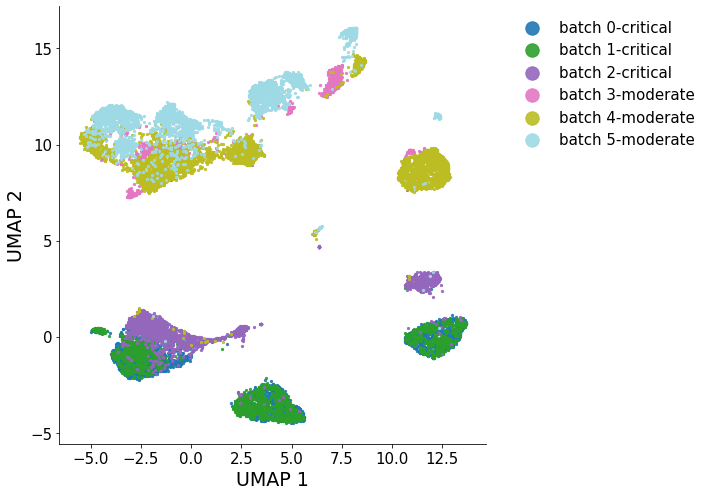 batch 0-critical
batch 1-critical
batch 2-critical
batch 3-moderate
batch 4-moderate
batch 5-moderate
UMAP 2
15
10
5
0
−5
−5.0 −2.5 0.0 2.5 5.0 7.5 10.0 12.5
UMAP 1